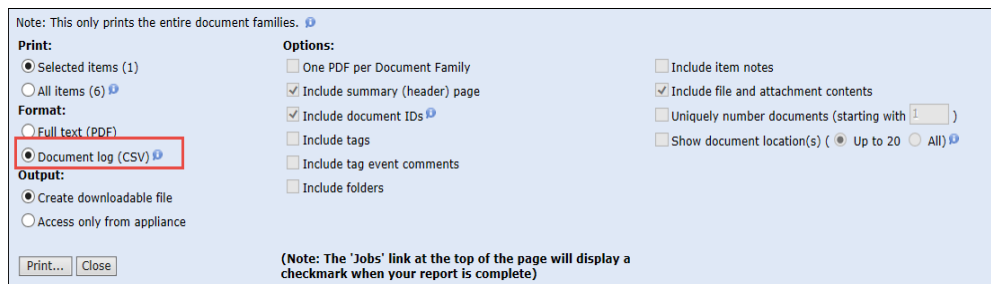 Note: This only prints the entire document families.
Print:
Selected items (1)
All items (6)
Format:
Full text (PDF)
Document log (CSV)
Output:
Create downloadable file
Access only from appliance
Print... Close
Options:
One PDF per Document Family
Include summary (header) page
Include document IDs
Include tags
Include tag event comments
Include folders
Include item notes
Include file and attachment contents
Uniquely number documents (starting with 1 )
Show document location(s) ( Up to 20 All)
(Note: The 'Jobs' link at the top of the page will display a
checkmark when your report is complete)